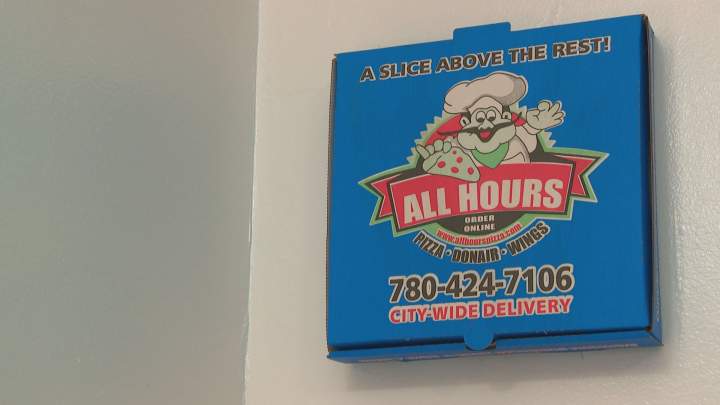 A SLICE ABOVE THE REST!
ALL HOURS
ORDER
ONLINE
www.allhourspizza.com
PIZZA • DONAIR • WINGS
780-424-7106
CITY-WIDE DELIVERY